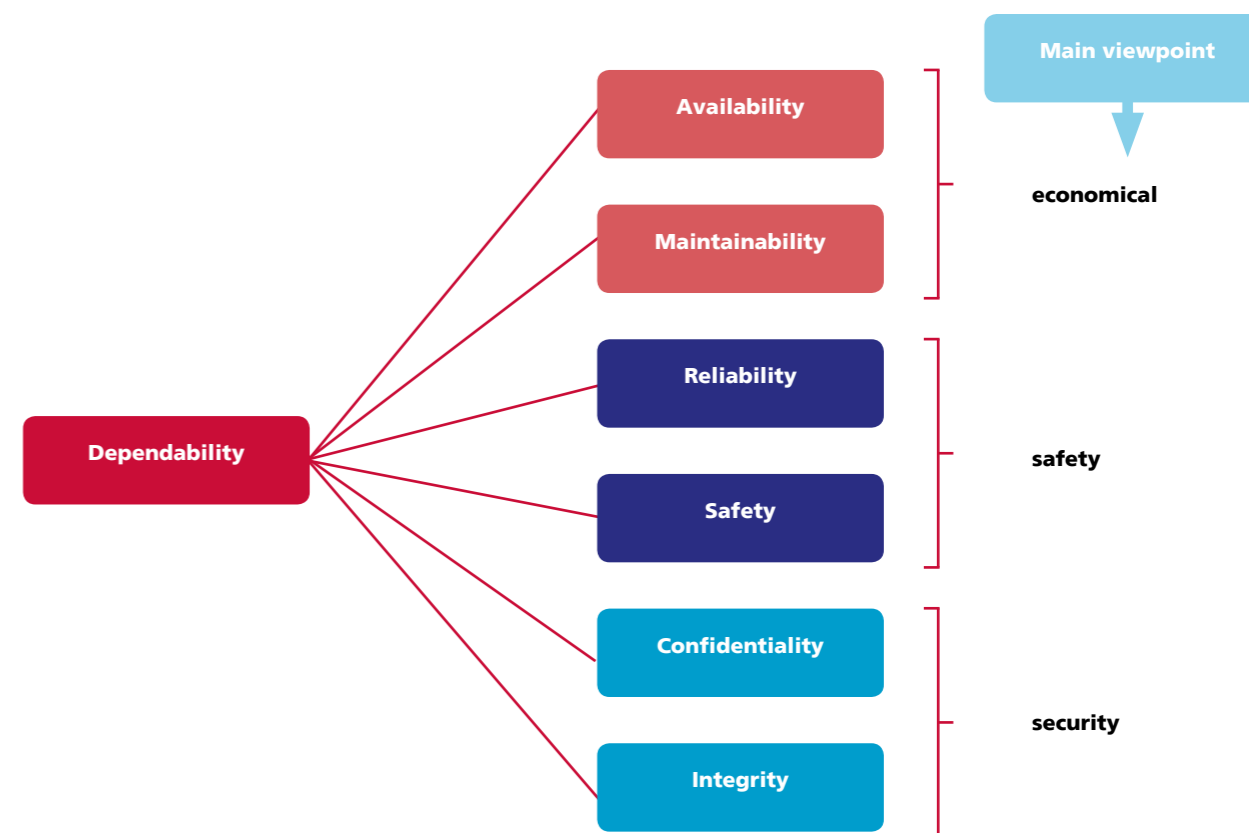 Main viewpoint
Availability
economical
Maintainability
Reliability
Dependability
safety
Safety
Confidentiality
security
Integrity